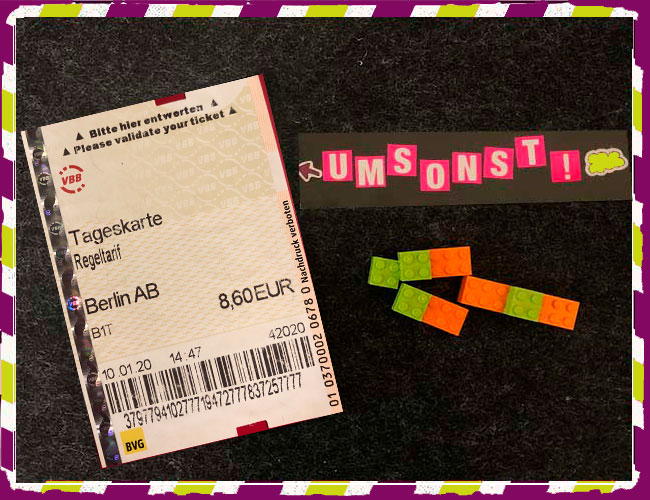 ▲ Bitte hier entwerten ▲
▲ Please validate your ticket ▲
VBB
Tageskarte
Regeltarif
Berlin AB
8,60EUR
B1T
10.01.20 14:47 42020
379779410277719472777837257777
BVG
01 0370002 0678 0 Nachdruck verboten
UMSONST!